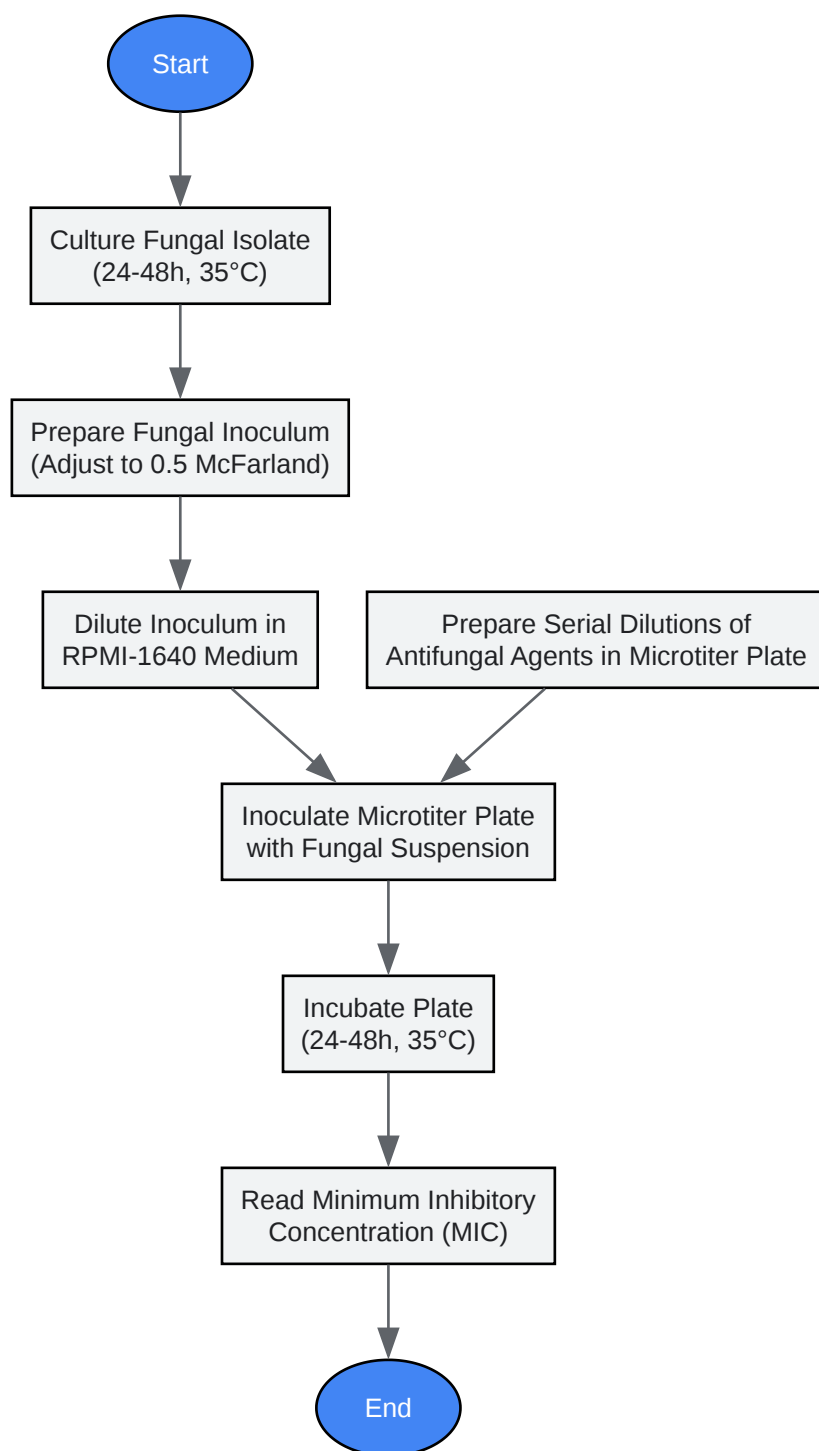 Start
Culture Fungal Isolate
(24-48h, 35°C)
Prepare Fungal Inoculum
(Adjust to 0.5 McFarland)
Dilute Inoculum in
RPMI-1640 Medium
Prepare Serial Dilutions of
Antifungal Agents in Microtiter Plate
Inoculate Microtiter Plate
with Fungal Suspension
Incubate Plate
(24-48h, 35°C)
Read Minimum Inhibitory
Concentration (MIC)
End